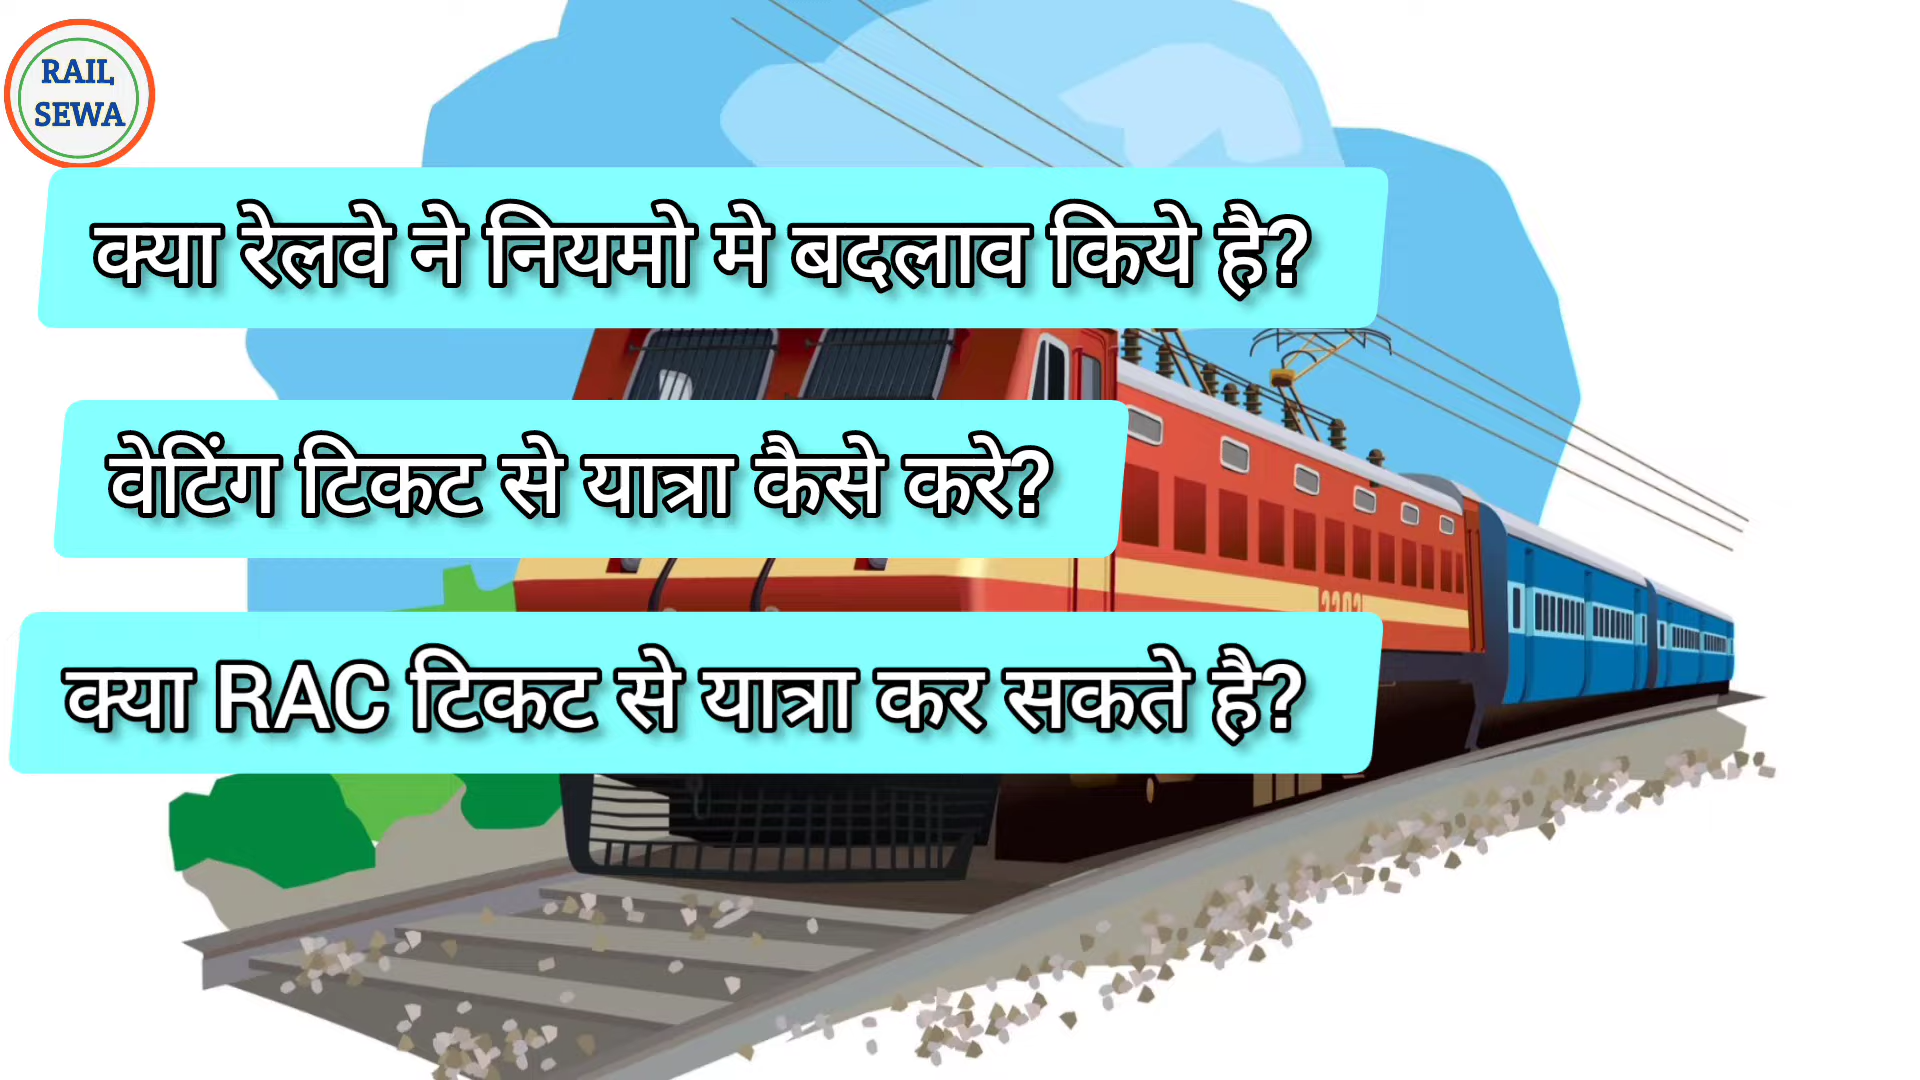 RAIL
SEWA
क्या रेलवे ने नियमो मे बदलाव किये है?
वेटिंग टिकट से यात्रा कैसे करे?
क्या RAC टिकट से यात्रा कर सकते है?